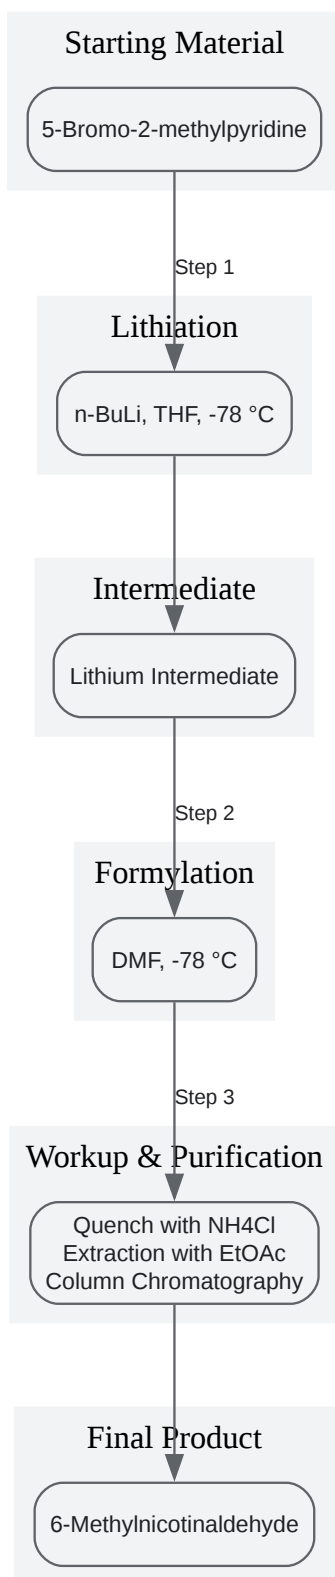 Starting Material
5-Bromo-2-methylpyridine
Step 1
Lithiation
n-BuLi, THF, -78 °C
Intermediate
Lithium Intermediate
Step 2
Formylation
DMF, -78 °C
Step 3
Workup & Purification
Quench with NH4Cl
Extraction with EtOAc
Column Chromatography
Final Product
6-Methylnicotinaldehyde